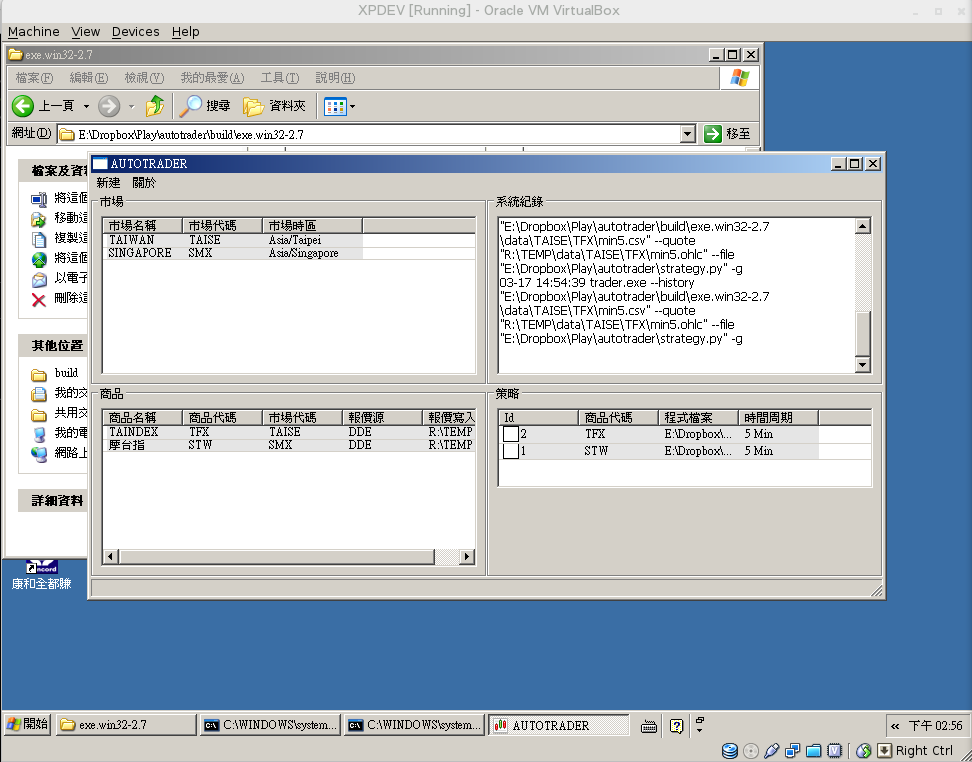 XPDEV [Running] - Oracle VM VirtualBox
Machine View Devices Help
exe.win32-2.7
檔案(F) 編輯(E) 檢視(V) 我的最愛(A) 工具(T) 說明(H)
上一頁 搜尋 資料夾
網址(D) E:\Dropbox\Play\autotrader\build\exe.win32-2.7 移至
檔案及資
將這個
移動這
複製這
將這個
以電子
刪除這
其他位置
build
我的交
共用交
我的電
網路上
詳細資料
AUTOTRADER
新建 關於
市場
市場名稱 市場代碼 市場時區
TAIWAN TAISE Asia/Taipei
SINGAPORE SMX Asia/Singapore
系統紀錄
"E:\Dropbox\Play\autotrader\build\exe.win32-2.7
\data\TAISE\TFX\min5.csv" --quote
"R:\TEMP\data\TAISE\TFX\min5.ohlc" --file
"E:\Dropbox\Play\autotrader\strategy.py" -g
03-17 14:54:39 trader.exe --history
"E:\Dropbox\Play\autotrader\build\exe.win32-2.7
\data\TAISE\TFX\min5.csv" --quote
"R:\TEMP\data\TAISE\TFX\min5.ohlc" --file
"E:\Dropbox\Play\autotrader\strategy.py" -g
商品
商品名稱 商品代碼 市場代碼 報價源 報價寫入
TAINDEX TFX TAISE DDE R:\TEMP
摩台指 STW SMX DDE R:\TEMP
策略
Id 商品代碼 程式檔案 時間周期
2 TFX E:\Dropbox\... 5 Min
1 STW E:\Dropbox\... 5 Min
ncord
康和全都賺
開始 exe.win32-2.7 C:\WINDOWS\system... C:\WINDOWS\system... AUTOTRADER « 下午 02:56
Right Ctrl